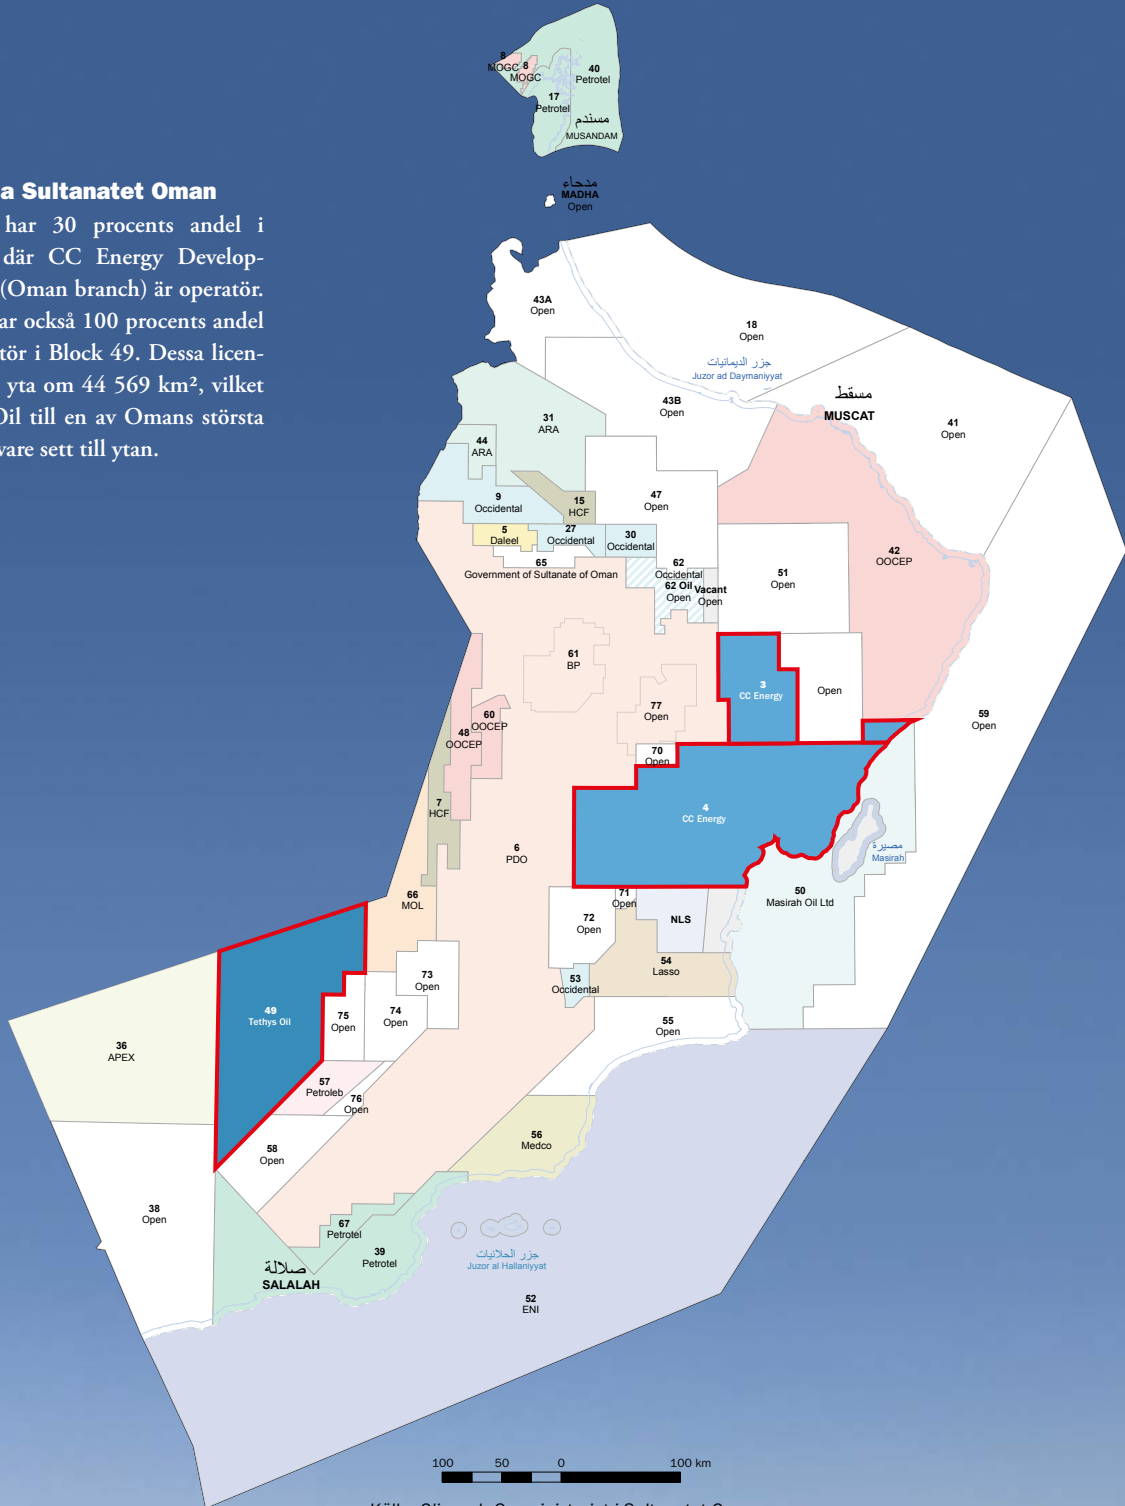 8
MOGC
8
MOGC
40
Petrotel
17
Petrotel
مسندم
MUSANDAM
مدحاء
MADHA
Open
a Sultanatet Oman
har 30 procents andel i
där CC Energy Develop-
(Oman branch) är operatör.
ar också 100 procents andel
tör i Block 49. Dessa licen-
yta om 44 569 km², vilket
Oil till en av Omans största
vare sett till ytan.
43A
Open
18
Open
جزر الديمانيات
Juzor ad Daymaniyyat
مسقط
MUSCAT
43B
Open
41
Open
31
ARA
44
ARA
9
Occidental
15
HCF
47
Open
5
Daleel
27
Occidental
30
Occidental
65
Government of Sultanate of Oman
62
Occidental
62 Oil
Open
Vacant
Open
51
Open
42
OOCEP
61
BP
3
CC Energy
Open
77
Open
59
Open
60
OOCEP
48
OOCEP
70
Open
7
HCF
4
CC Energy
6
PDO
مصيرة
Masirah
66
MOL
71
Open
72
Open
NLS
50
Masirah Oil Ltd
54
Lasso
53
Occidental
73
Open
49
Tethys Oil
75
Open
74
Open
55
Open
36
APEX
57
Petroleb
76
Open
58
Open
56
Medco
38
Open
67
Petrotel
39
Petrotel
صلالة
SALALAH
جزر الحلانيات
Juzor al Hallaniyyat
52
ENI
100 50 0 100 km